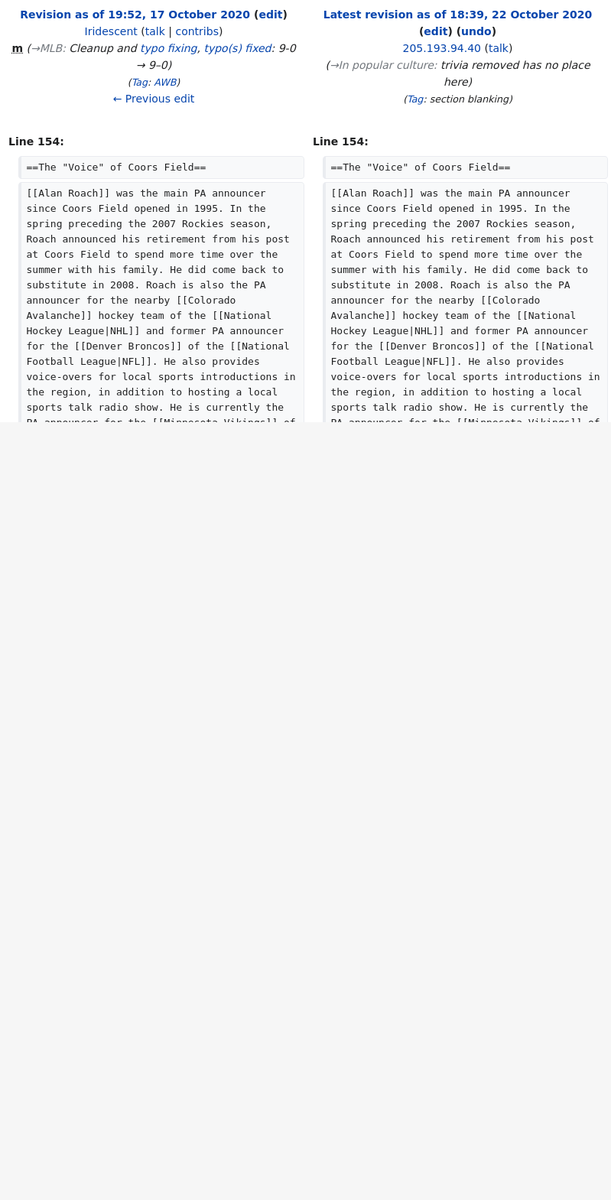 Revision as of 19:52, 17 October 2020 (edit)
Iridescent (talk | contribs)
m (→MLB: Cleanup and typo fixing, typo(s) fixed: 9-0
→ 9–0)
(Tag: AWB)
← Previous edit
Latest revision as of 18:39, 22 October 2020
(edit) (undo)
205.193.94.40 (talk)
(→In popular culture: trivia removed has no place
here)
(Tag: section blanking)
Line 154:
==The "Voice" of Coors Field==
[[Alan Roach]] was the main PA announcer
since Coors Field opened in 1995. In the
spring preceding the 2007 Rockies season,
Roach announced his retirement from his post
at Coors Field to spend more time over the
summer with his family. He did come back to
substitute in 2008. Roach is also the PA
announcer for the nearby [[Colorado
Avalanche]] hockey team of the [[National
Hockey League|NHL]] and former PA announcer
for the [[Denver Broncos]] of the [[National
Football League|NFL]]. He also provides
voice-overs for local sports introductions in
the region, in addition to hosting a local
sports talk radio show. He is currently the
PA announcer for the [[Minnesota Vikings]] of
Line 154:
==The "Voice" of Coors Field==
[[Alan Roach]] was the main PA announcer
since Coors Field opened in 1995. In the
spring preceding the 2007 Rockies season,
Roach announced his retirement from his post
at Coors Field to spend more time over the
summer with his family. He did come back to
substitute in 2008. Roach is also the PA
announcer for the nearby [[Colorado
Avalanche]] hockey team of the [[National
Hockey League|NHL]] and former PA announcer
for the [[Denver Broncos]] of the [[National
Football League|NFL]]. He also provides
voice-overs for local sports introductions in
the region, in addition to hosting a local
sports talk radio show. He is currently the
PA announcer for the [[Minnesota Vikings]] of